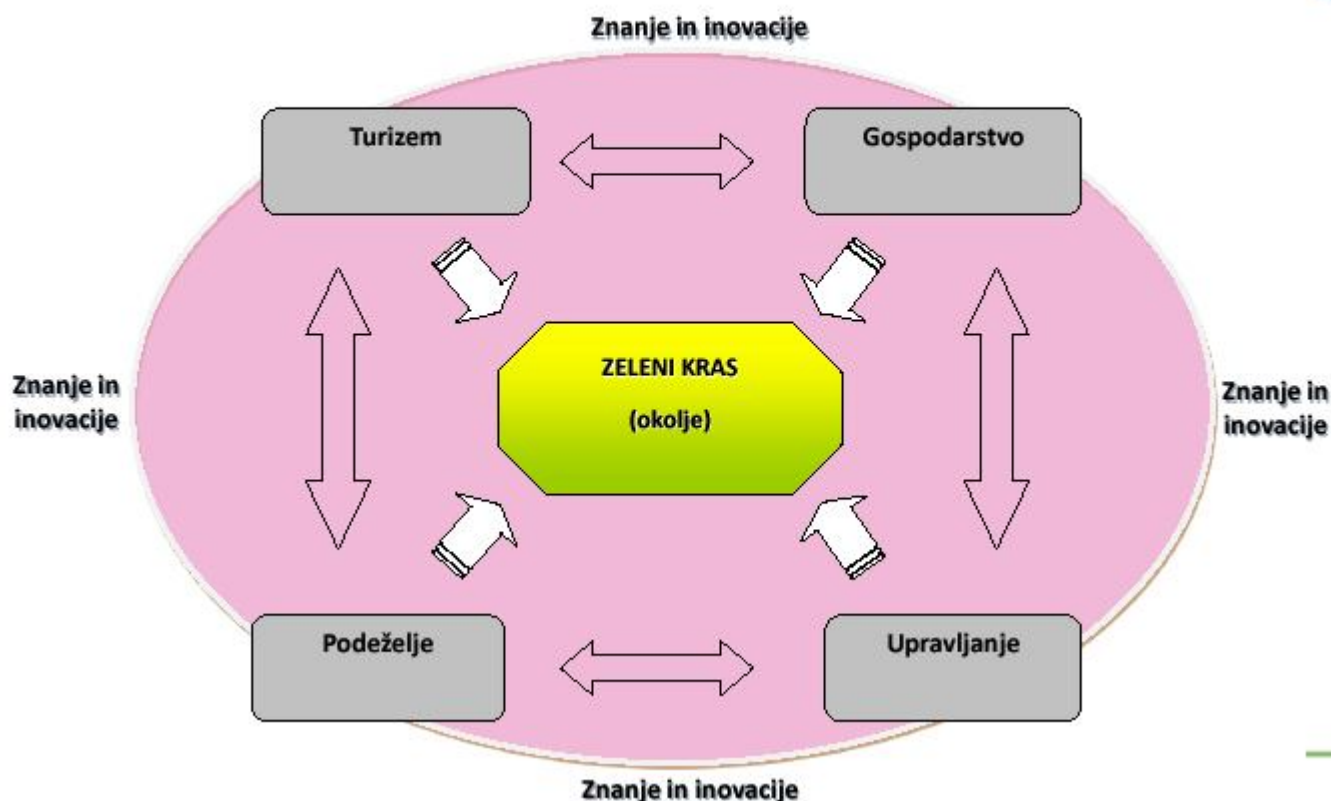 Znanje in inovacije
Turizem
Gospodarstvo
Znanje in
inovacije
ZELENI KRAS
(okolje)
Znanje in
inovacije
Podeželje
Upravljanje
Znanje in inovacije